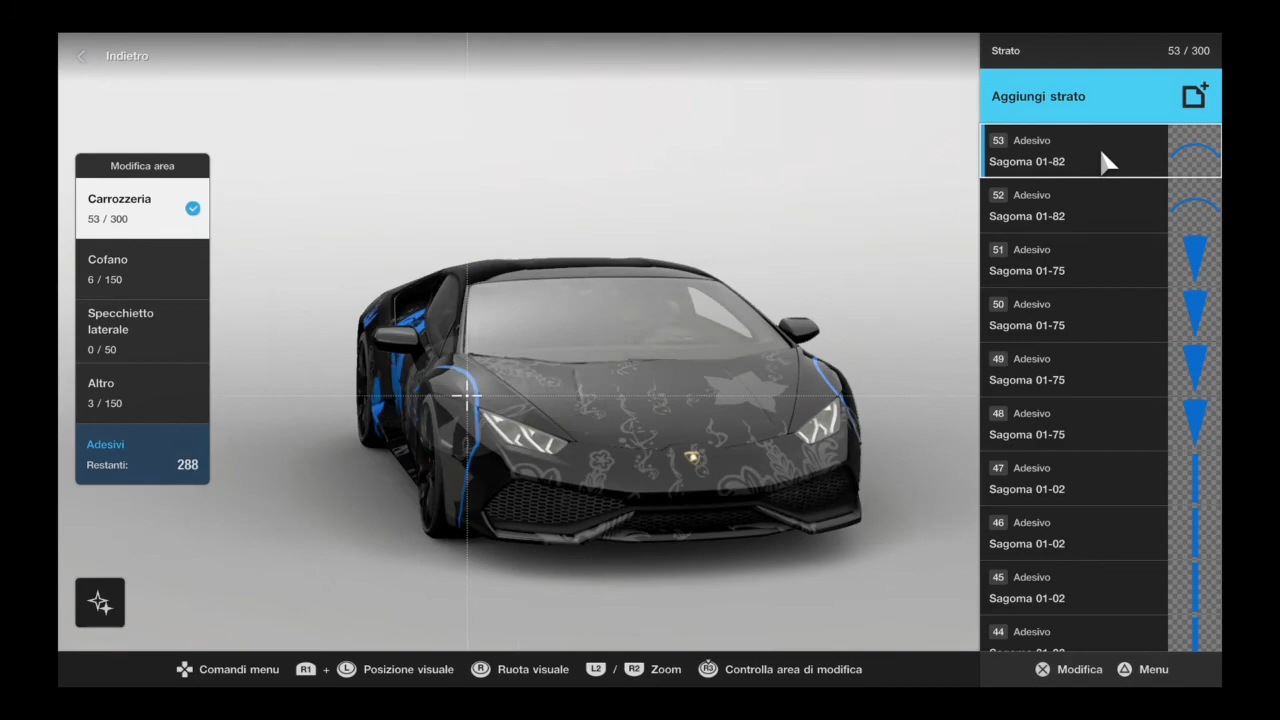 Indietro
Modifica area
Carrozzeria
53 / 300
Cofano
6 / 150
Specchietto
laterale
0 / 50
Altro
3 / 150
Adesivi
Restanti: 288
Strato 53 / 300
Aggiungi strato
53 Adesivo
Sagoma 01-82
52 Adesivo
Sagoma 01-82
51 Adesivo
Sagoma 01-75
50 Adesivo
Sagoma 01-75
49 Adesivo
Sagoma 01-75
48 Adesivo
Sagoma 01-75
47 Adesivo
Sagoma 01-02
46 Adesivo
Sagoma 01-02
45 Adesivo
Sagoma 01-02
44 Adesivo
Comandi menu R1 + L Posizione visuale R Ruota visuale L2 / R2 Zoom R3 Controlla area di modifica Modifica Menu